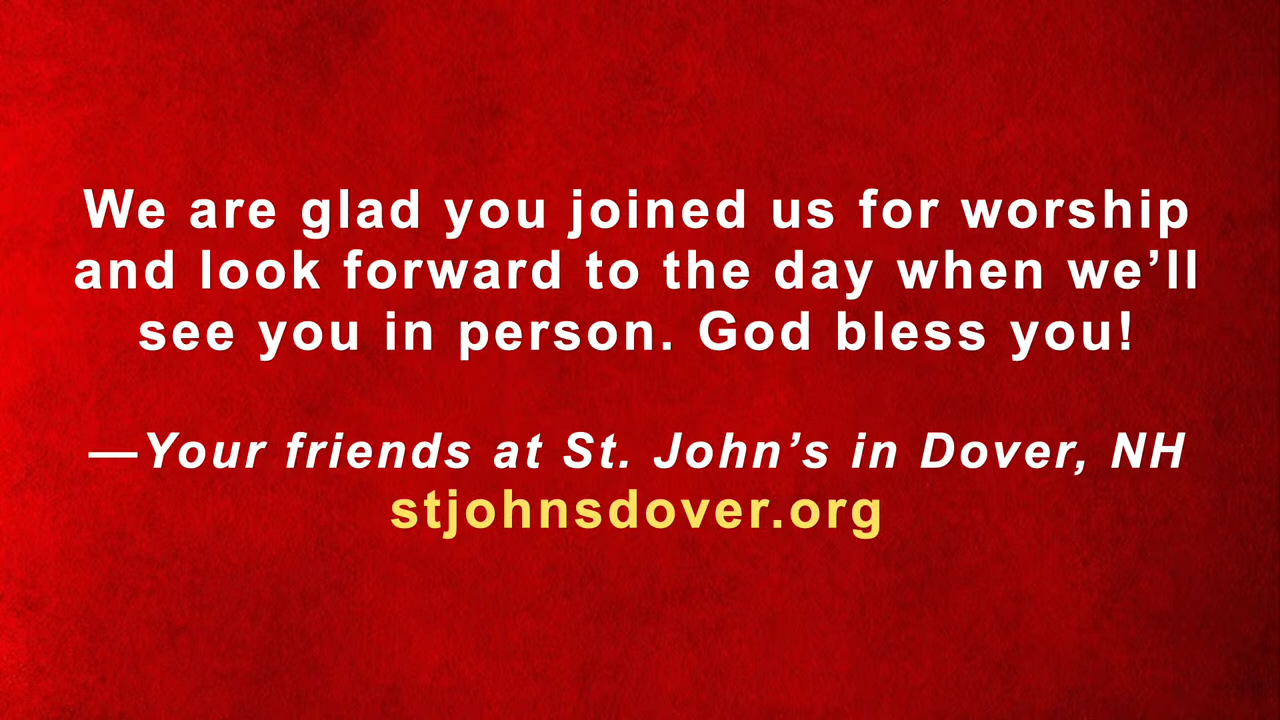 We are glad you joined us for worship
and look forward to the day when we’ll
see you in person. God bless you!
—Your friends at St. John’s in Dover, NH
stjohnsdover.org